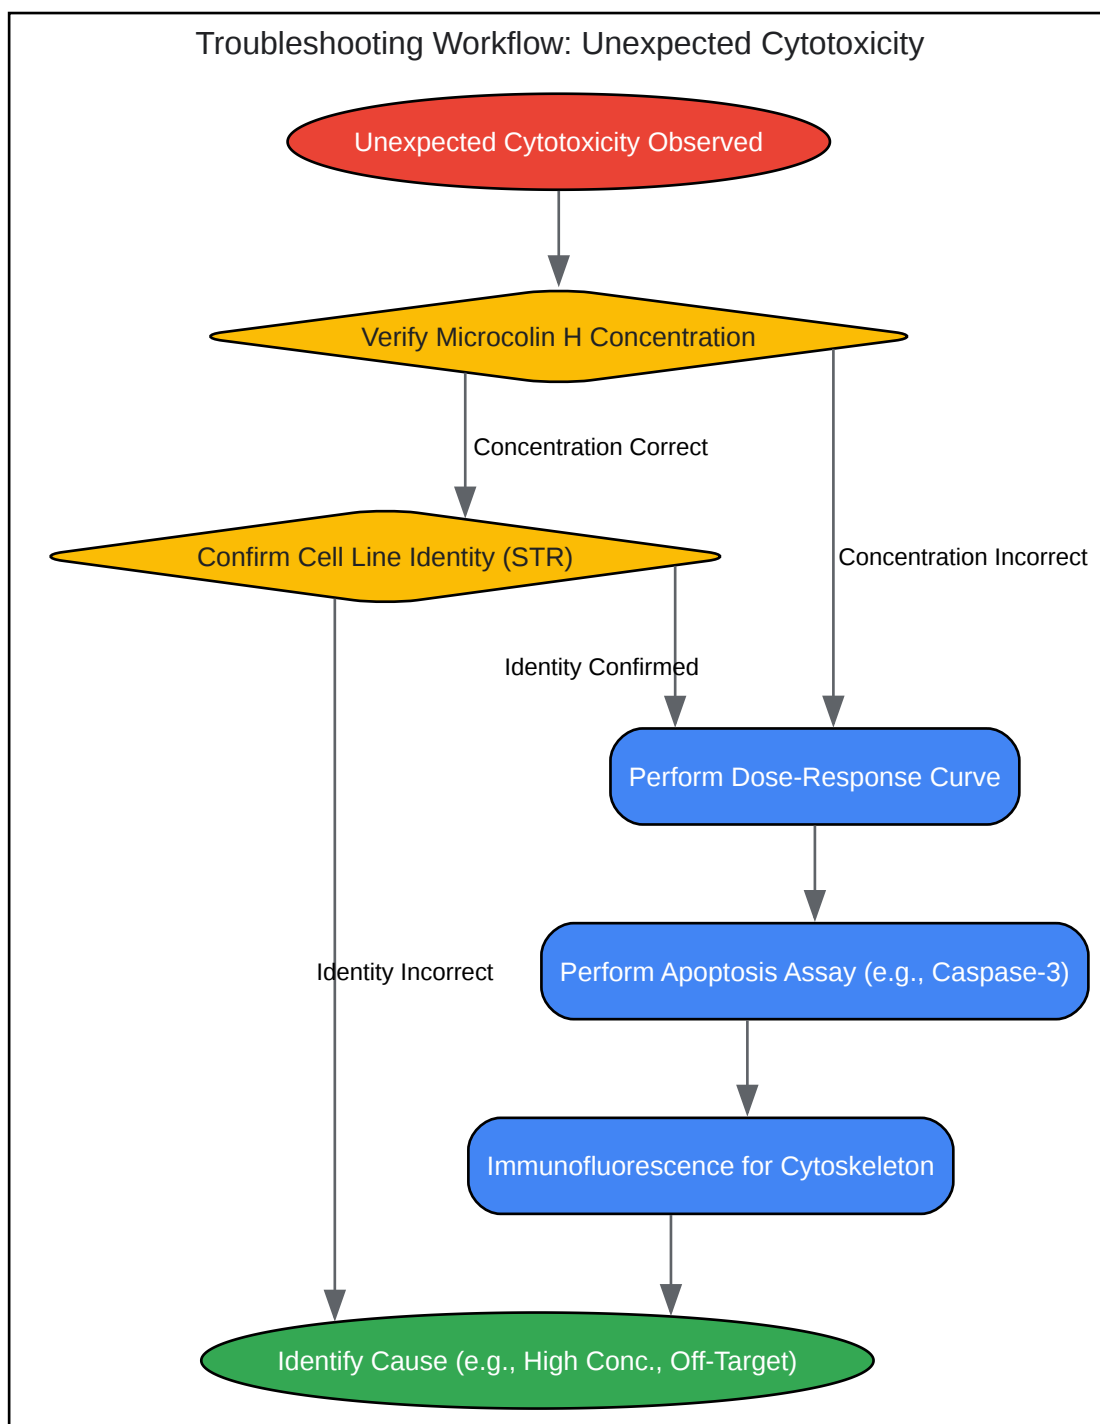 Troubleshooting Workflow: Unexpected Cytotoxicity
Unexpected Cytotoxicity Observed
Verify Microcolin H Concentration
Concentration Correct
Confirm Cell Line Identity (STR)
Concentration Incorrect
Identity Confirmed
Perform Dose-Response Curve
Identity Incorrect
Perform Apoptosis Assay (e.g., Caspase-3)
Immunofluorescence for Cytoskeleton
Identify Cause (e.g., High Conc., Off-Target)